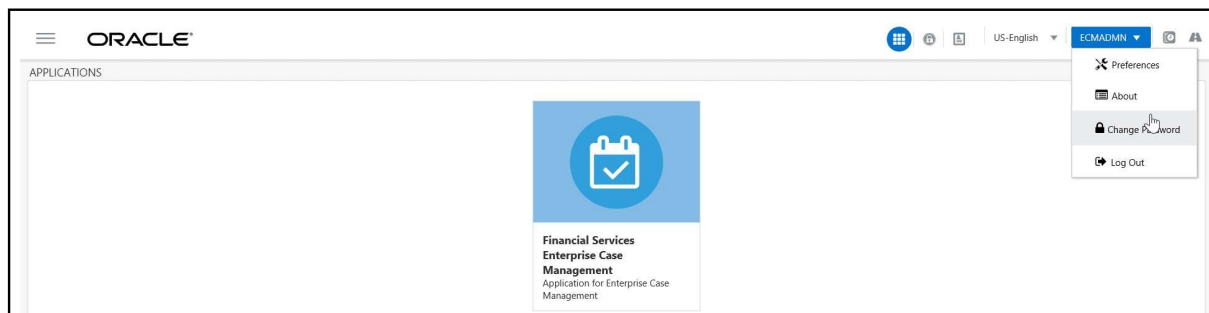 ORACLE
US-English
ECMADMN
APPLICATIONS
Preferences
About
Change Password
Log Out
Financial Services
Enterprise Case
Management
Application for Enterprise Case
Management